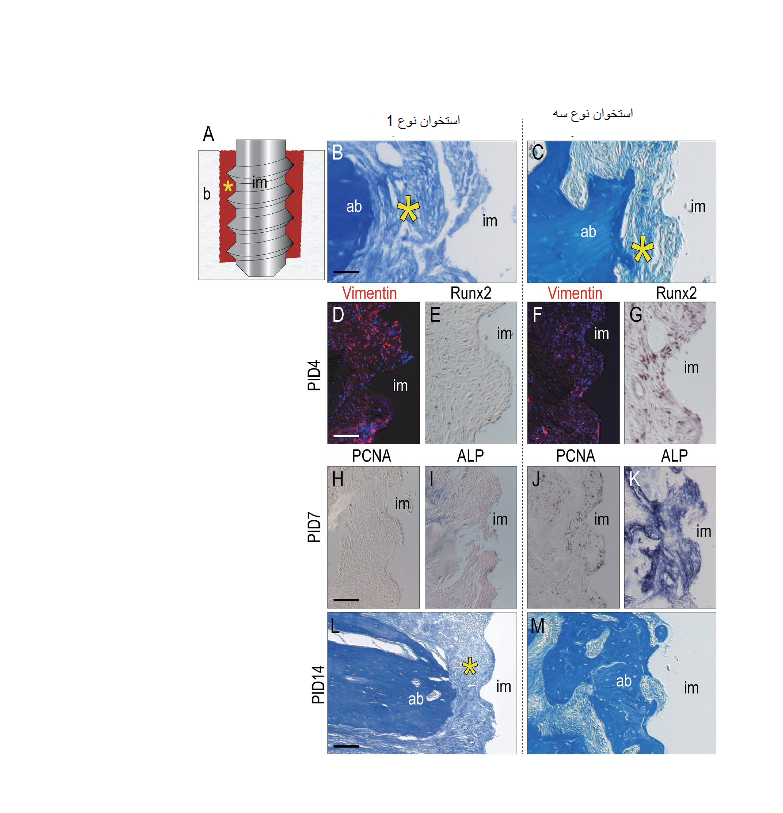 استخوان نوع 1
استخوان نوع سه
A
b
im
*
B
ab
*
im
C
ab
*
im
Vimentin
Runx2
Vimentin
Runx2
PID4
D
im
E
im
F
im
G
im
PCNA
ALP
PCNA
ALP
PID7
H
im
I
im
J
im
K
im
PID14
L
ab
*
im
M
ab
im